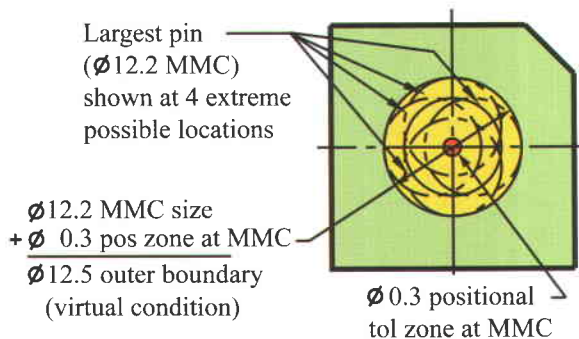 Largest pin
(Ø12.2 MMC)
shown at 4 extreme
possible locations
Ø12.2 MMC size
+ Ø 0.3 pos zone at MMC
Ø12.5 outer boundary
(virtual condition)
Ø 0.3 positional
tol zone at MMC